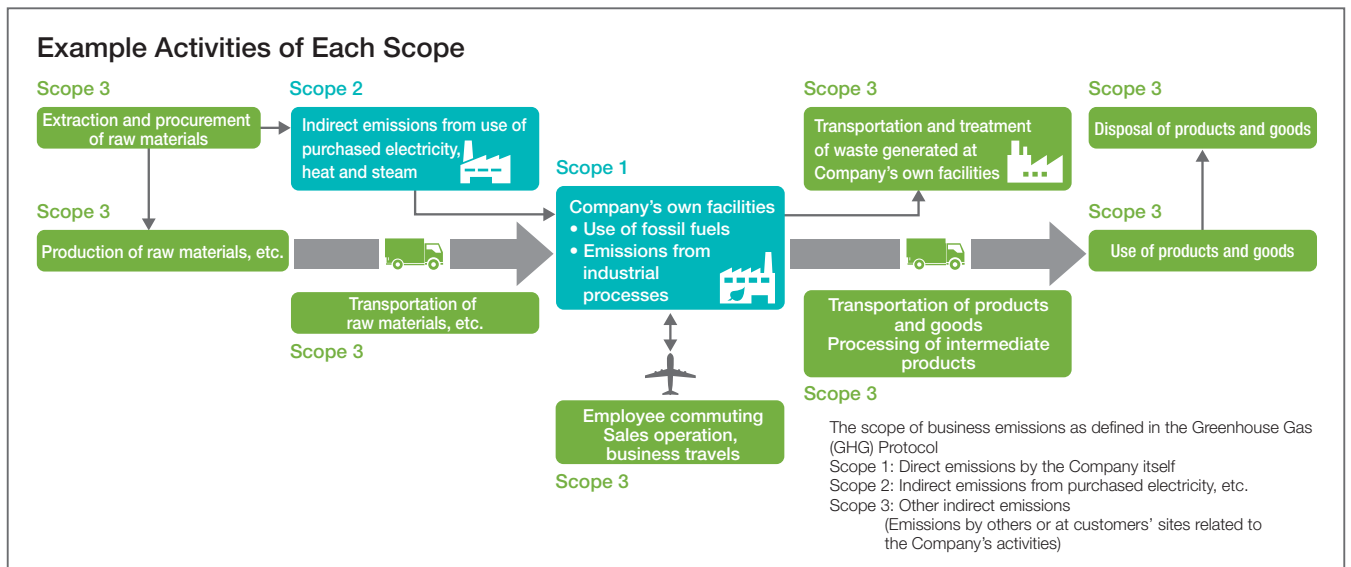 Example Activities of Each Scope
Scope 3
Extraction and procurement
of raw materials
Scope 2
Indirect emissions from use of
purchased electricity,
heat and steam
Scope 3
Production of raw materials, etc.
Transportation of
raw materials, etc.
Scope 3
Scope 1
Company's own facilities
• Use of fossil fuels
• Emissions from
industrial
processes
Employee commuting
Sales operation,
business travels
Scope 3
Scope 3
Transportation and treatment
of waste generated at
Company's own facilities
Transportation of products
and goods
Processing of intermediate
products
Scope 3
Scope 3
Disposal of products and goods
Scope 3
Use of products and goods
The scope of business emissions as defined in the Greenhouse Gas
(GHG) Protocol
Scope 1: Direct emissions by the Company itself
Scope 2: Indirect emissions from purchased electricity, etc.
Scope 3: Other indirect emissions
(Emissions by others or at customers' sites related to
the Company's activities)